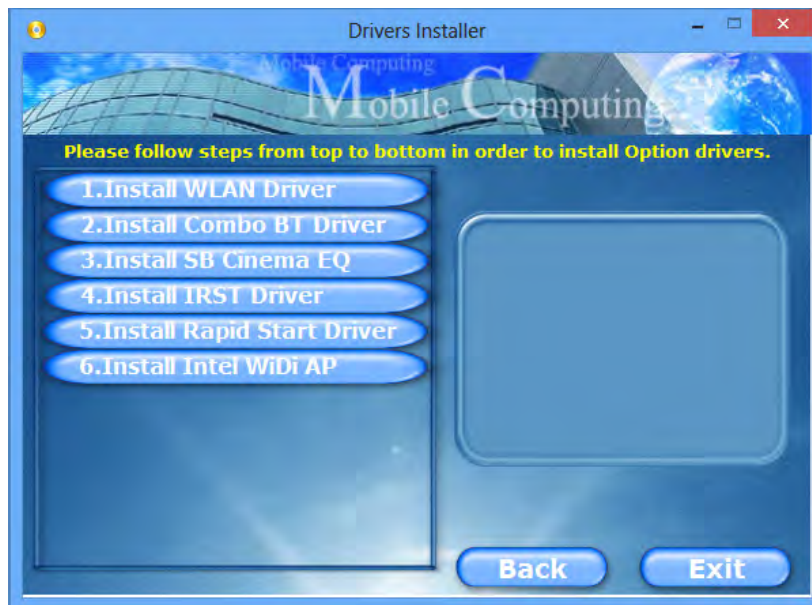 Drivers Installer
Mobile Computing
Mobile Computing
Please follow steps from top to bottom in order to install Option drivers.
1.Install WLAN Driver
2.Install Combo BT Driver
3.Install SB Cinema EQ
4.Install IRST Driver
5.Install Rapid Start Driver
6.Install Intel WiDi AP
Back
Exit